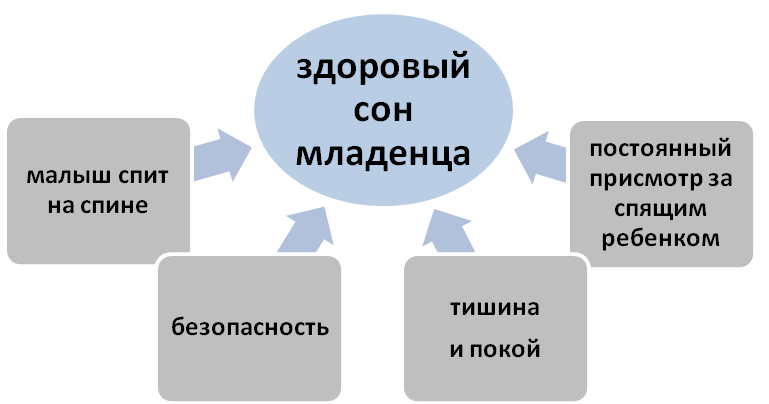 здоровый
сон
младенца
малыш спит
на спине
безопасность
тишина
и покой
постоянный
присмотр за
спящим
ребенком